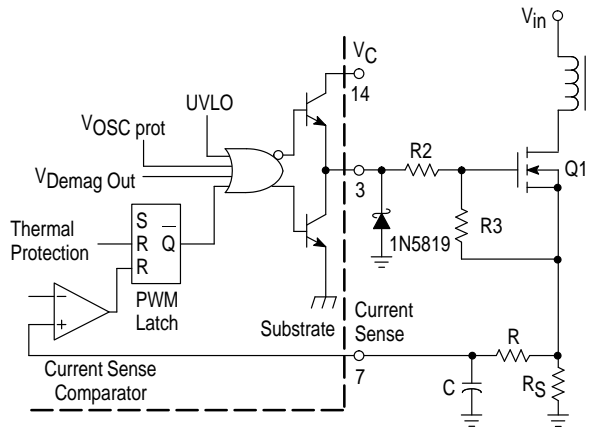 Vin
VC
14
UVLO
VOSC prot
VDemag Out
R2
Q1
3
R3
1N5819
Thermal
Protection
S
R Q̅
R
PWM
Latch
Substrate
Current
Sense
−
+
7
R
C
RS
Current Sense
Comparator